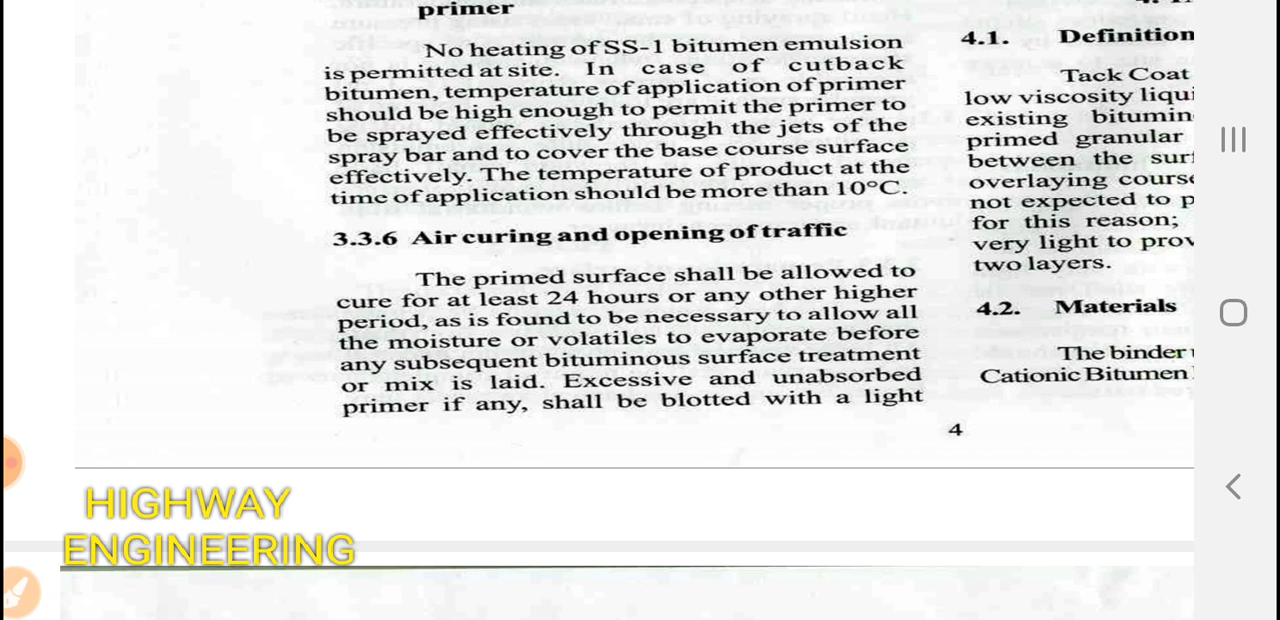 primer
No heating of SS-1 bitumen emulsion
is permitted at site. In case of cutback
bitumen, temperature of application of primer
should be high enough to permit the primer to
be sprayed effectively through the jets of the
spray bar and to cover the base course surface
effectively. The temperature of product at the
time of application should be more than 10°C.
3.3.6 Air curing and opening of traffic
The primed surface shall be allowed to
cure for at least 24 hours or any other higher
period, as is found to be necessary to allow all
the moisture or volatiles to evaporate before
any subsequent bituminous surface treatment
or mix is laid. Excessive and unabsorbed
primer if any, shall be blotted with a light
4.1. Definition
Tack Coat
low viscosity liqui
existing bitumin
primed granular
between the sur
overlaying cours
not expected to p
for this reason;
very light to prov
two layers.
4.2. Materials
The binder
Cationic Bitumen
4
HIGHWAY
ENGINEERING